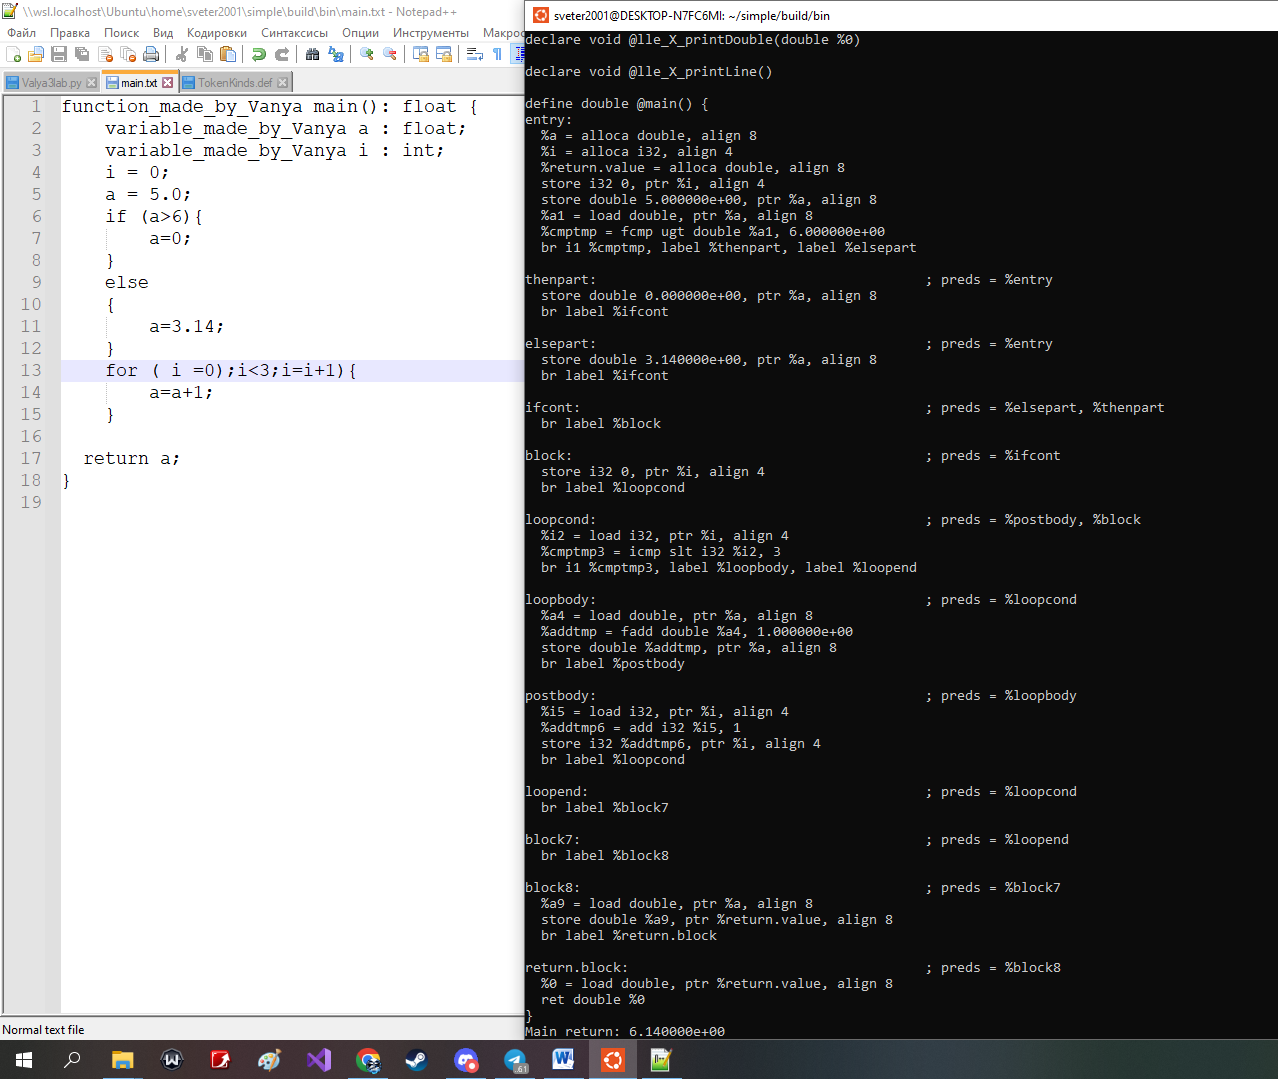 \\wsl.localhost\Ubuntu\home\sveter2001\simple\build\bin\main.txt - Notepad++
Файл Правка Поиск Вид Кодировки Синтаксисы Опции Инструменты Макрос
Valya3lab.py main.txt TokenKinds.def
1 function_made_by_Vanya main(): float {
2 variable_made_by_Vanya a : float;
3 variable_made_by_Vanya i : int;
4 i = 0;
5 a = 5.0;
6 if (a>6){
7 a=0;
8 }
9 else
10 {
11 a=3.14;
12 }
13 for ( i =0);i<3;i=i+1){
14 a=a+1;
15 }
16
17 return a;
18 }
19
Normal text file
sveter2001@DESKTOP-N7FC6MI: ~/simple/build/bin
declare void @lle_X_printDouble(double %0)
declare void @lle_X_printLine()
define double @main() {
entry:
%a = alloca double, align 8
%i = alloca i32, align 4
%return.value = alloca double, align 8
store i32 0, ptr %i, align 4
store double 5.000000e+00, ptr %a, align 8
%a1 = load double, ptr %a, align 8
%cmptmp = fcmp ugt double %a1, 6.000000e+00
br i1 %cmptmp, label %thenpart, label %elsepart
thenpart: ; preds = %entry
store double 0.000000e+00, ptr %a, align 8
br label %ifcont
elsepart: ; preds = %entry
store double 3.140000e+00, ptr %a, align 8
br label %ifcont
ifcont: ; preds = %elsepart, %thenpart
br label %block
block: ; preds = %ifcont
store i32 0, ptr %i, align 4
br label %loopcond
loopcond: ; preds = %postbody, %block
%i2 = load i32, ptr %i, align 4
%cmptmp3 = icmp slt i32 %i2, 3
br i1 %cmptmp3, label %loopbody, label %loopend
loopbody: ; preds = %loopcond
%a4 = load double, ptr %a, align 8
%addtmp = fadd double %a4, 1.000000e+00
store double %addtmp, ptr %a, align 8
br label %postbody
postbody: ; preds = %loopbody
%i5 = load i32, ptr %i, align 4
%addtmp6 = add i32 %i5, 1
store i32 %addtmp6, ptr %i, align 4
br label %loopcond
loopend: ; preds = %loopcond
br label %block7
block7: ; preds = %loopend
br label %block8
block8: ; preds = %block7
%a9 = load double, ptr %a, align 8
store double %a9, ptr %return.value, align 8
br label %return.block
return.block: ; preds = %block8
%0 = load double, ptr %return.value, align 8
ret double %0
}
Main return: 6.140000e+00
61